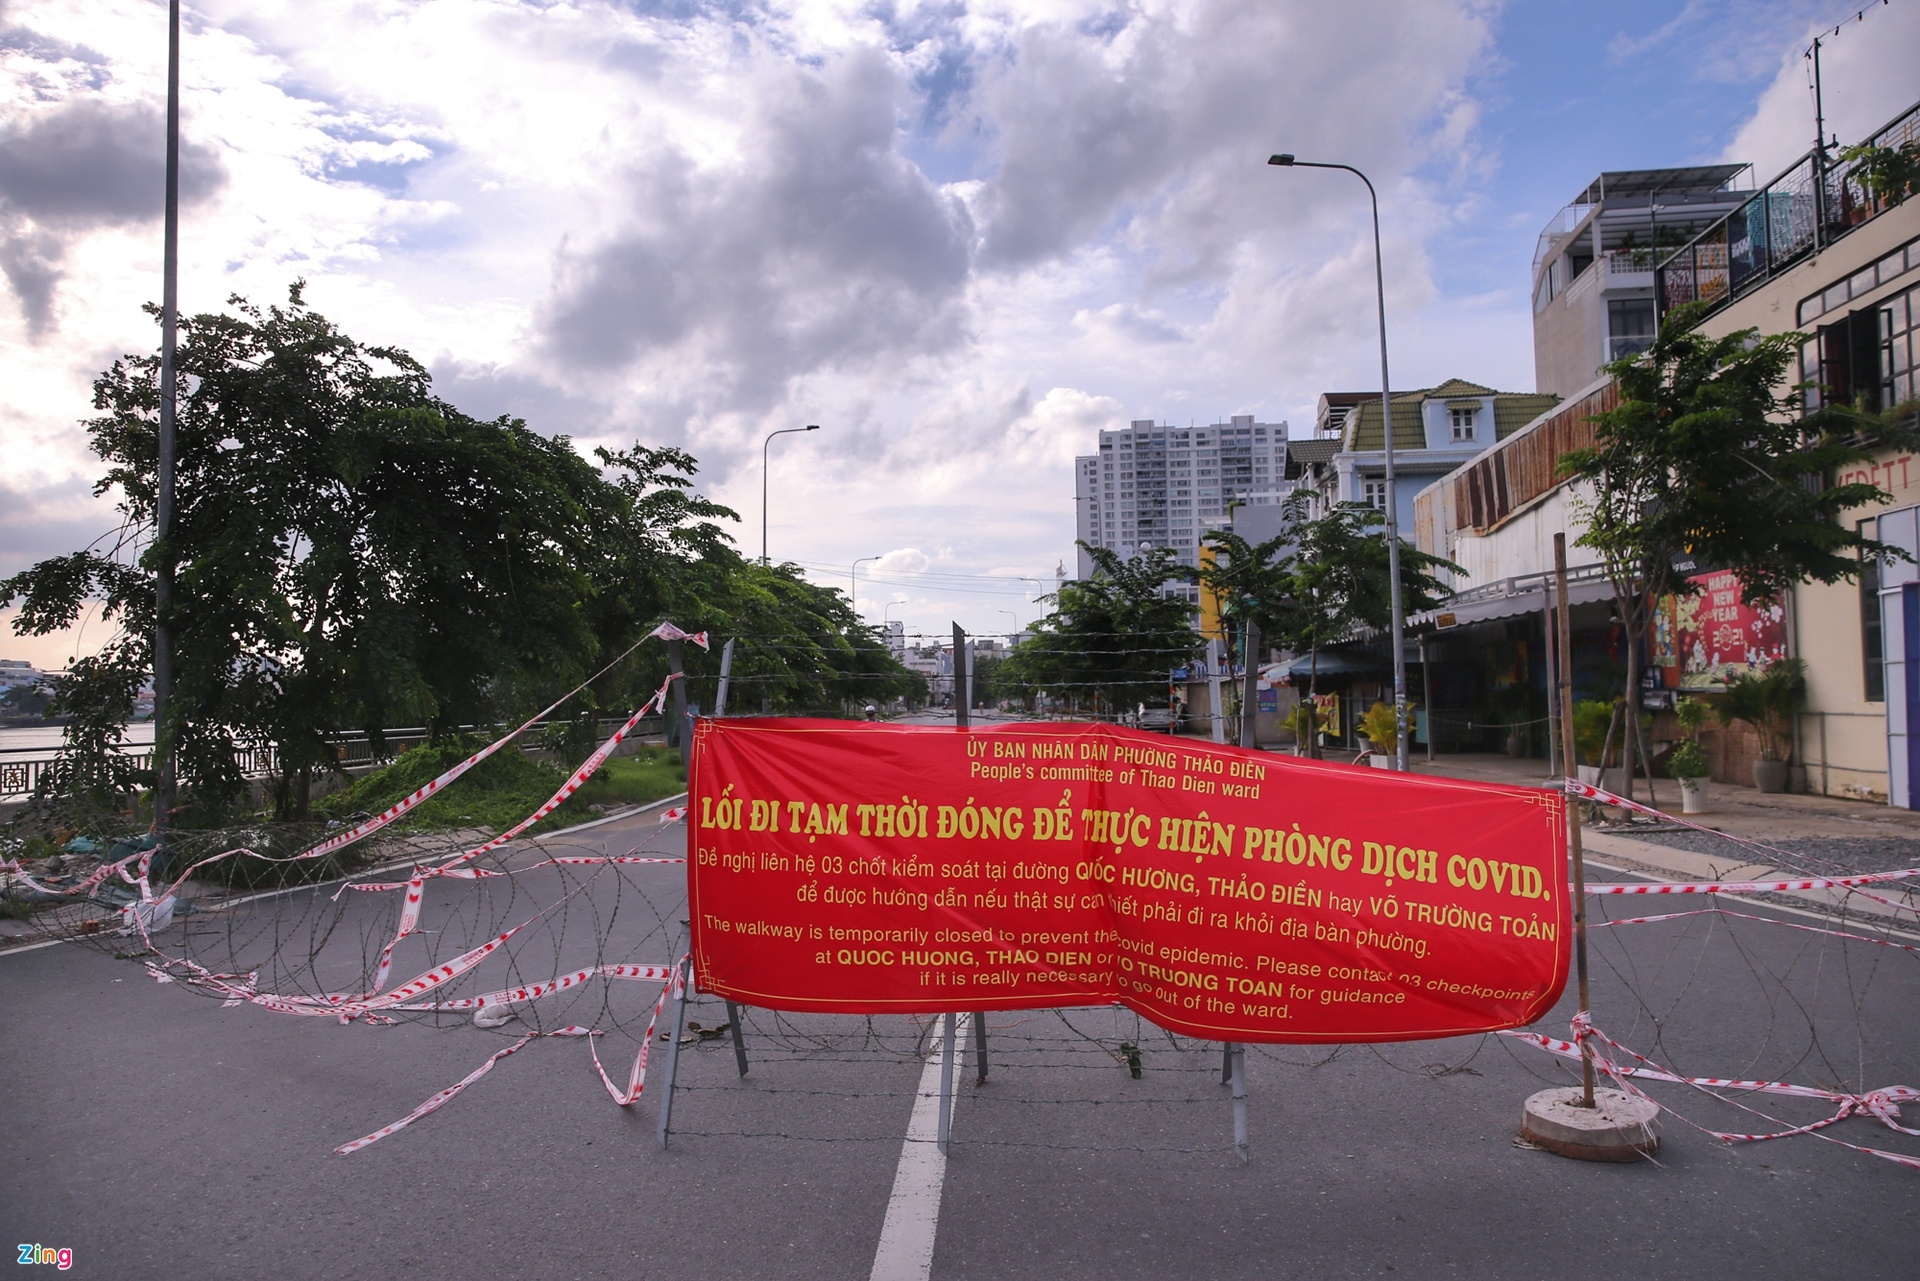 ỦY BAN NHÂN DÂN PHƯỜNG THẢO ĐIỀN
People's committee of Thao Dien ward
LỐI ĐI TẠM THỜI ĐÓNG ĐỂ THỰC HIỆN PHÒNG DỊCH COVID.
Đề nghị liên hệ 03 chốt kiểm soát tại đường QUỐC HƯƠNG, THẢO ĐIỀN hay VÕ TRƯỜNG TOẢN
để được hướng dẫn nếu thật sự cần thiết phải đi ra khỏi địa bàn phường.
The walkway is temporarily closed to prevent the covid epidemic. Please contact 03 checkpoints
at QUOC HUONG, THAO DIEN or VO TRUONG TOAN for guidance
if it is really necessary to go out of the ward.
HAPPY
NEW
YEAR
2021
Zing